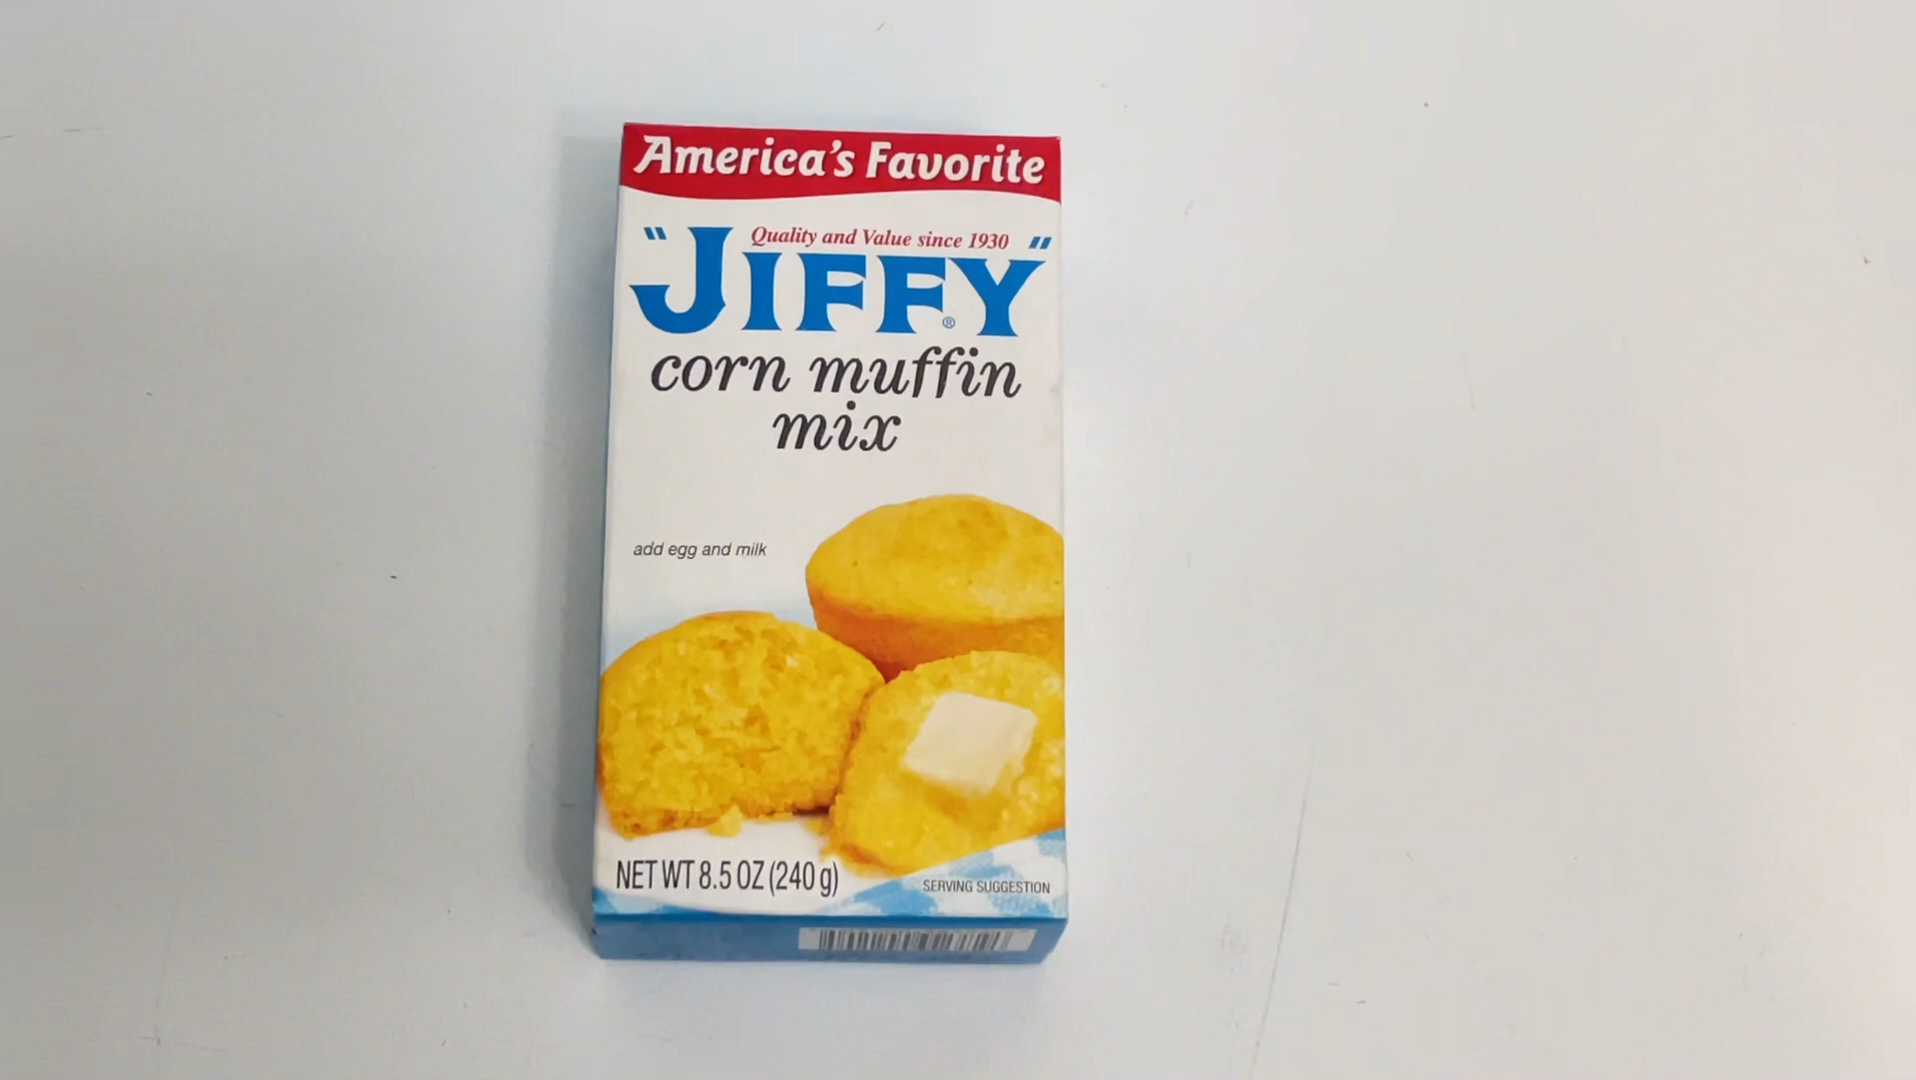 America's Favorite
Quality and Value since 1930
"JIFFY"®
corn muffin
mix
add egg and milk
NET WT 8.5 OZ (240 g)
SERVING SUGGESTION